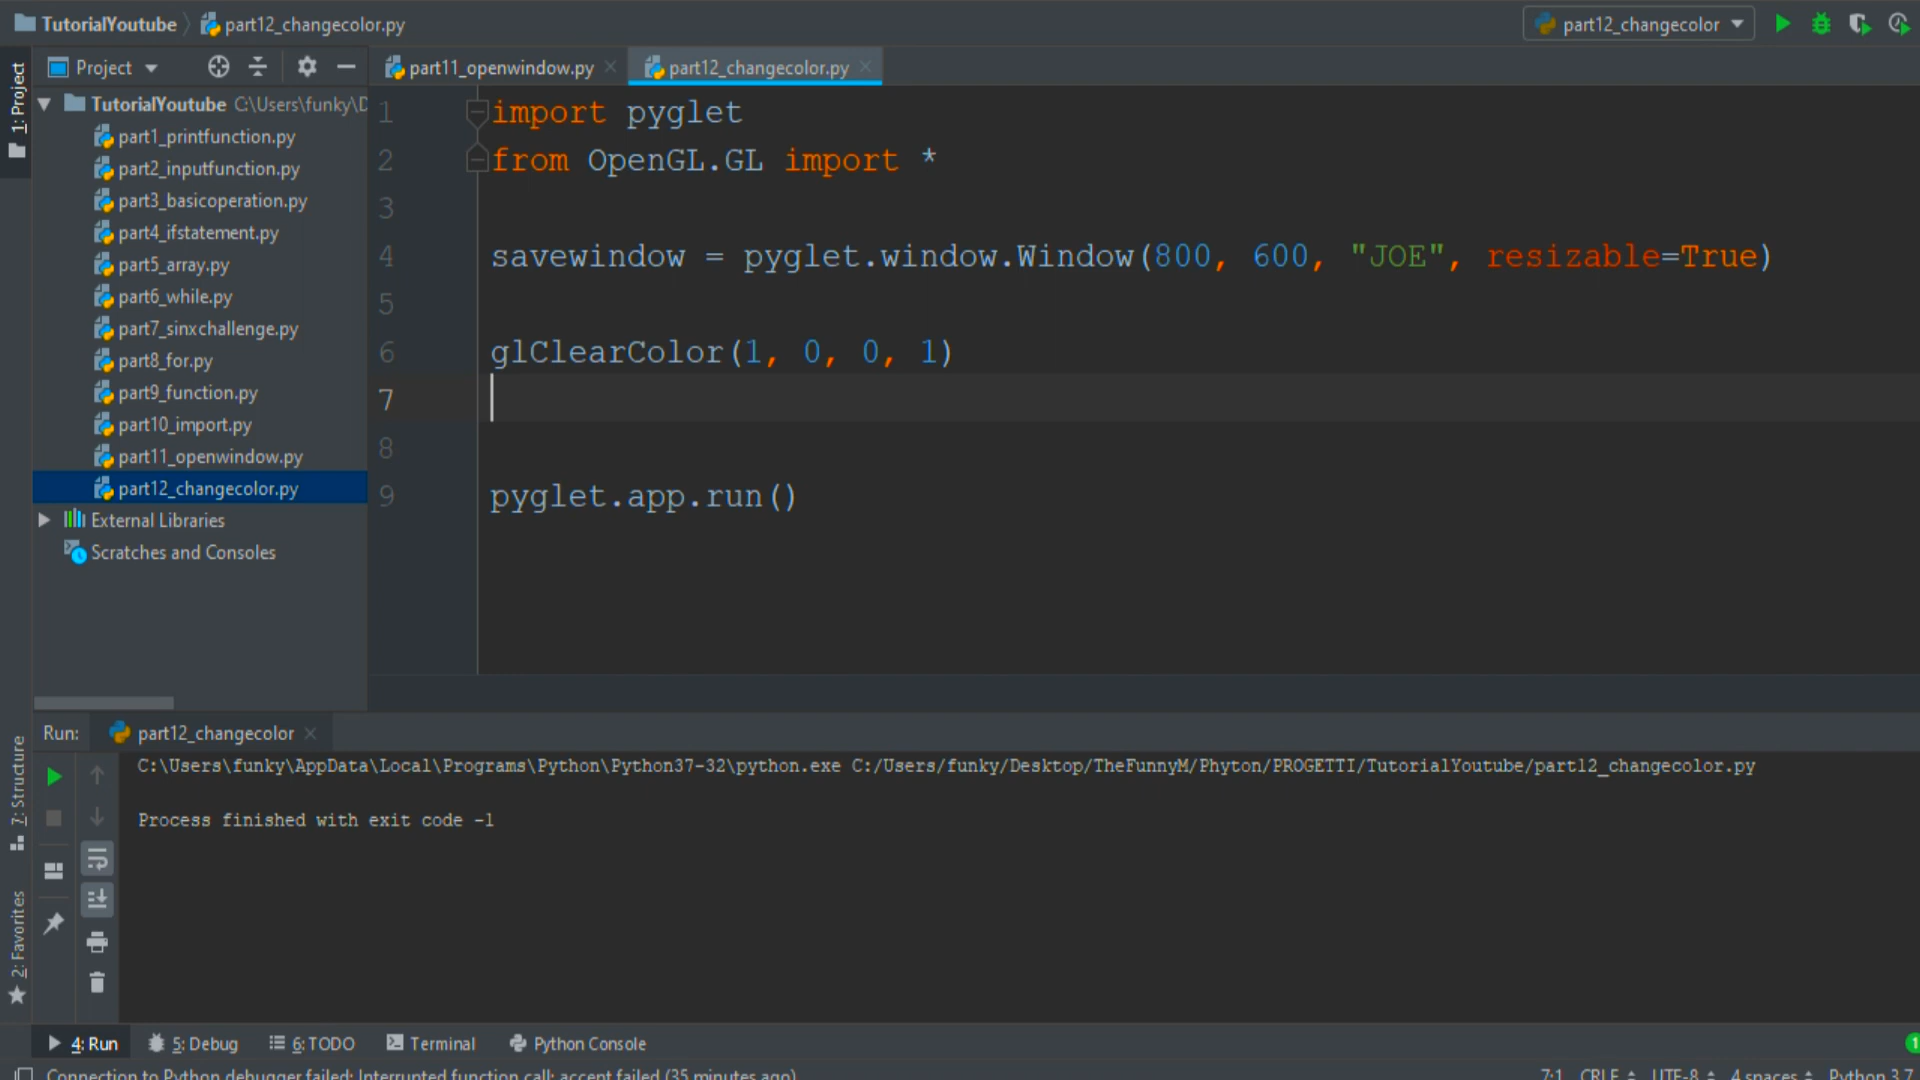 TutorialYoutube part12_changecolor.py part12_changecolor
1: Project
Project
part11_openwindow.py part12_changecolor.py
TutorialYoutube C:\Users\funky\D
part1_printfunction.py
part2_inputfunction.py
part3_basicoperation.py
part4_ifstatement.py
part5_array.py
part6_while.py
part7_sinxchallenge.py
part8_for.py
part9_function.py
part10_import.py
part11_openwindow.py
part12_changecolor.py
External Libraries
Scratches and Consoles
1 import pyglet
2 from OpenGL.GL import *
3
4 savewindow = pyglet.window.Window(800, 600, "JOE", resizable=True)
5
6 glClearColor(1, 0, 0, 1)
7
8
9 pyglet.app.run()
Run: part12_changecolor
7: Structure
2: Favorites
C:\Users\funky\AppData\Local\Programs\Python\Python37-32\python.exe C:/Users/funky/Desktop/TheFunnyM/Phyton/PROGETTI/TutorialYoutube/part12_changecolor.py
Process finished with exit code -1
4: Run 5: Debug 6: TODO Terminal Python Console 1
Connection to Python debugger failed: Interrupted function call: accept failed (35 minutes ago) 7:1 CRLF UTF-8 4 spaces Python 3.7